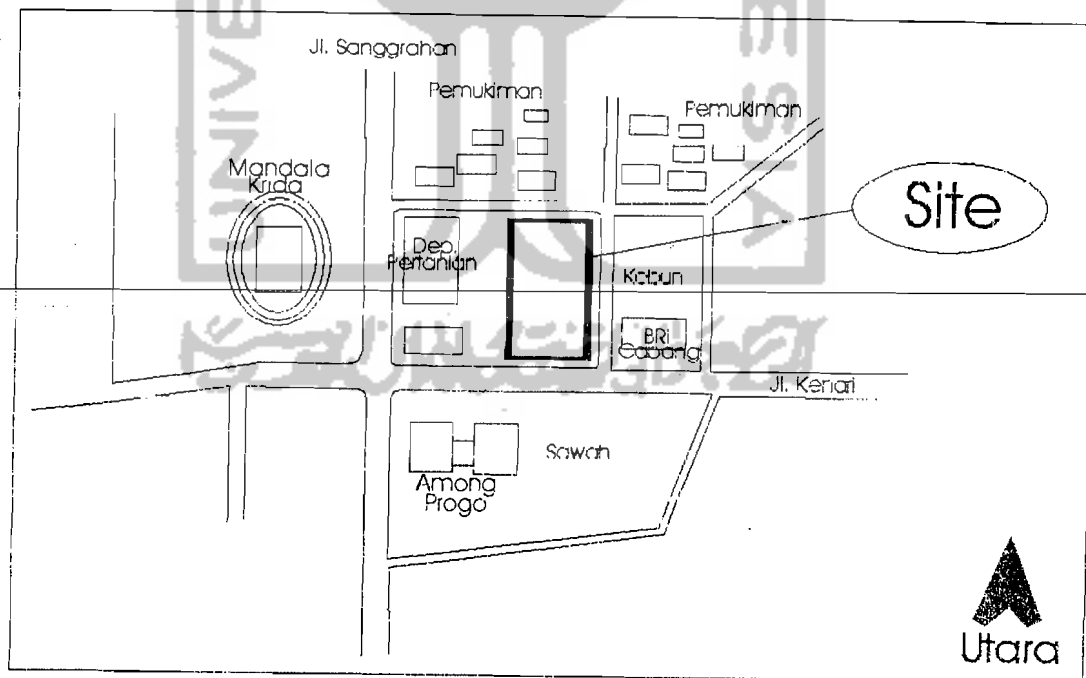 Jl. Sanggrahan
Pemukiman
Pemukiman
Mandala
Krida
Site
Dep.
Pertanian
Kebun
BRI
Cabang
Jl. Kenari
Among
Progo
Sawah
Utara